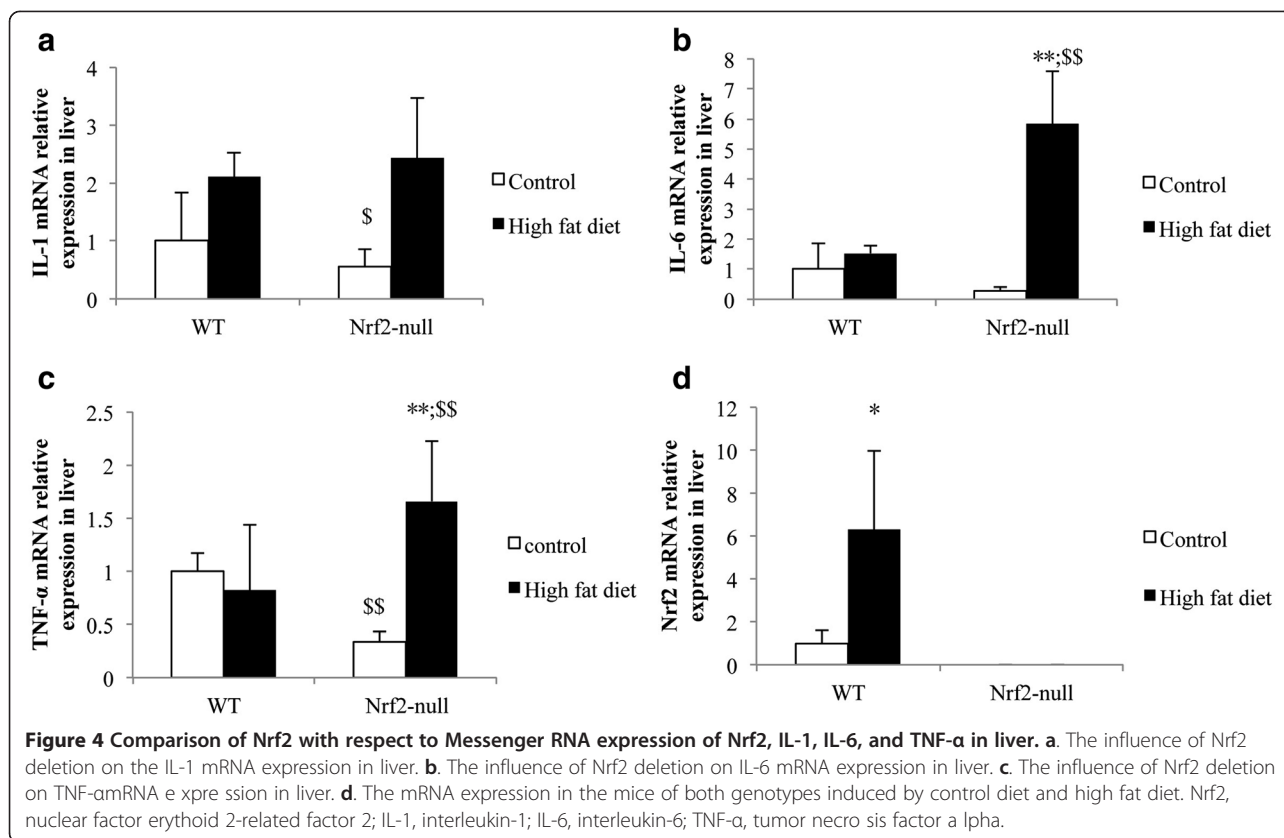 a
4
3
2
1
0
IL-1 mRNA relative
expression in liver
$
WT
Nrf2-null
Control
High fat diet
b
8
7
6
5
4
3
2
1
0
IL-6 mRNA relative
expression in liver
**;$$
WT
Nrf2-null
Control
High fat diet
c
2.5
2
1.5
1
0.5
0
TNF-α mRNA relative
expression in liver
$$
**;$$
WT
Nrf2-null
control
High fat diet
d
12
10
8
6
4
2
0
Nrf2 mRNA relative
expression in liver
*
WT
Nrf2-null
Control
High fat diet
Figure 4 Comparison of Nrf2 with respect to Messenger RNA expression of Nrf2, IL-1, IL-6, and TNF-α in liver. a. The influence of Nrf2
deletion on the IL-1 mRNA expression in liver. b. The influence of Nrf2 deletion on IL-6 mRNA expression in liver. c. The influence of Nrf2 deletion
on TNF-αmRNA e xpre ssion in liver. d. The mRNA expression in the mice of both genotypes induced by control diet and high fat diet. Nrf2,
nuclear factor erythoid 2-related factor 2; IL-1, interleukin-1; IL-6, interleukin-6; TNF-α, tumor necro sis factor a lpha.